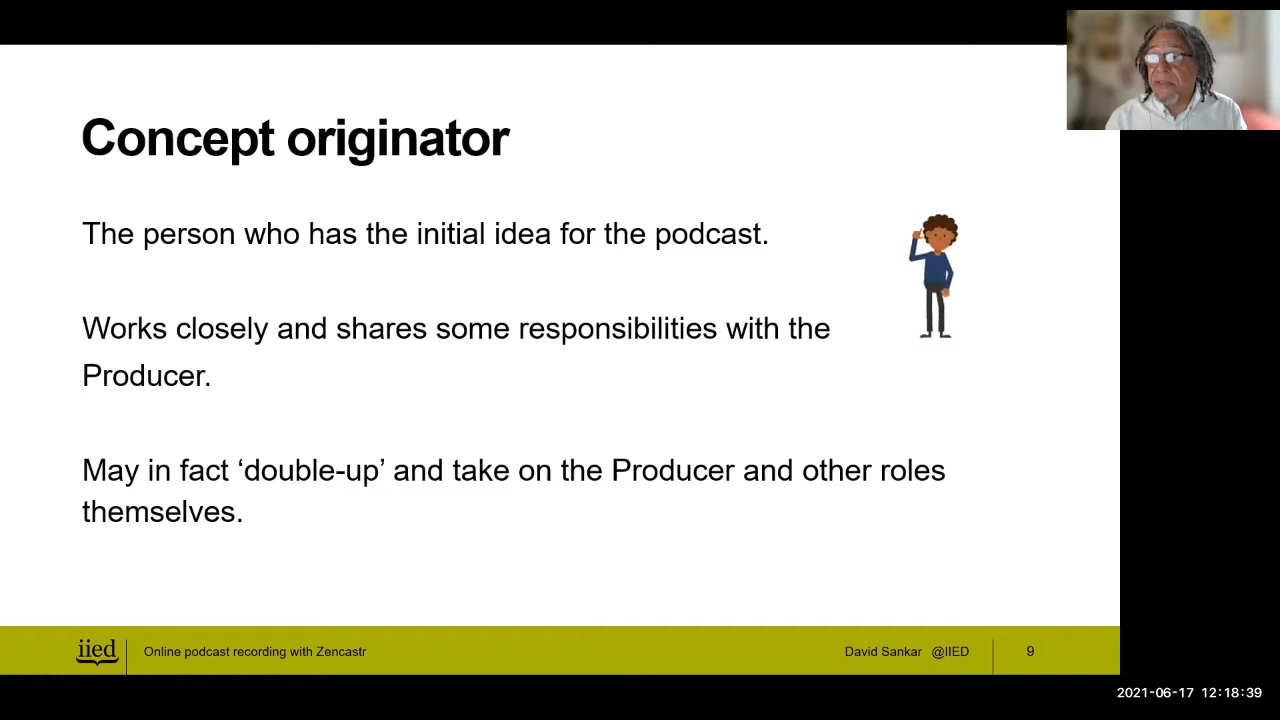 Concept originator
The person who has the initial idea for the podcast.
Works closely and shares some responsibilities with the
Producer.
May in fact ‘double-up’ and take on the Producer and other roles
themselves.
iied
Online podcast recording with Zencastr
David Sankar @IIED
9
2021-06-17 12:18:39